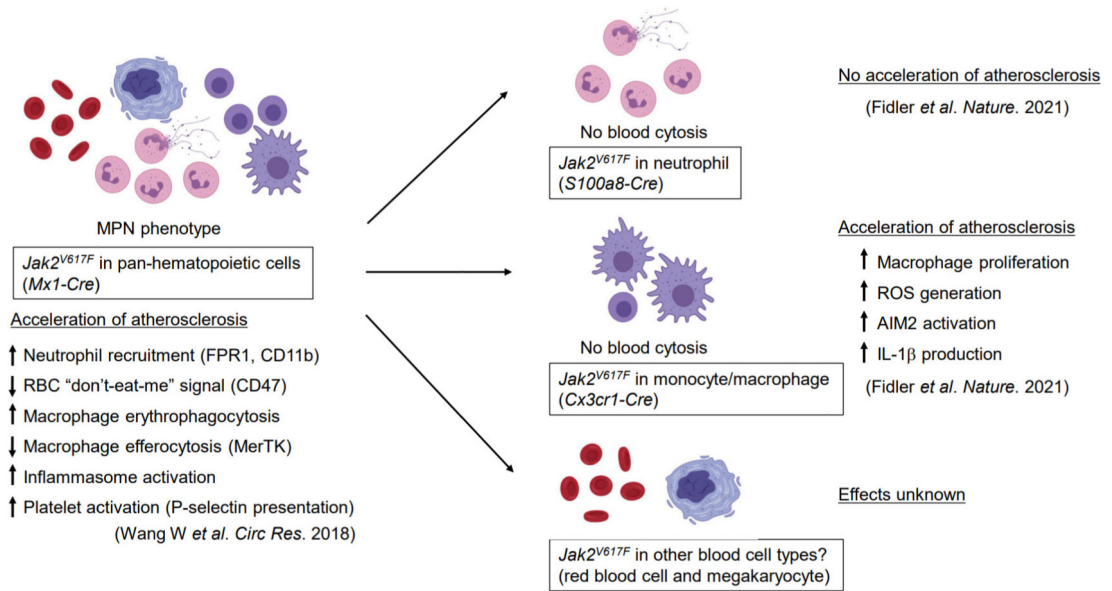 MPN phenotype
Jak2V617F in pan-hematopoietic cells
(Mx1-Cre)
Acceleration of atherosclerosis
↑ Neutrophil recruitment (FPR1, CD11b)
↓ RBC “don’t-eat-me” signal (CD47)
↑ Macrophage erythrophagocytosis
↓ Macrophage efferocytosis (MerTK)
↑ Inflammasome activation
↑ Platelet activation (P-selectin presentation)
(Wang W et al. Circ Res. 2018)
No blood cytosis
Jak2V617F in neutrophil
(S100a8-Cre)
No acceleration of atherosclerosis
(Fidler et al. Nature. 2021)
No blood cytosis
Jak2V617F in monocyte/macrophage
(Cx3cr1-Cre)
Acceleration of atherosclerosis
↑ Macrophage proliferation
↑ ROS generation
↑ AIM2 activation
↑ IL-1β production
(Fidler et al. Nature. 2021)
Jak2V617F in other blood cell types?
(red blood cell and megakaryocyte)
Effects unknown